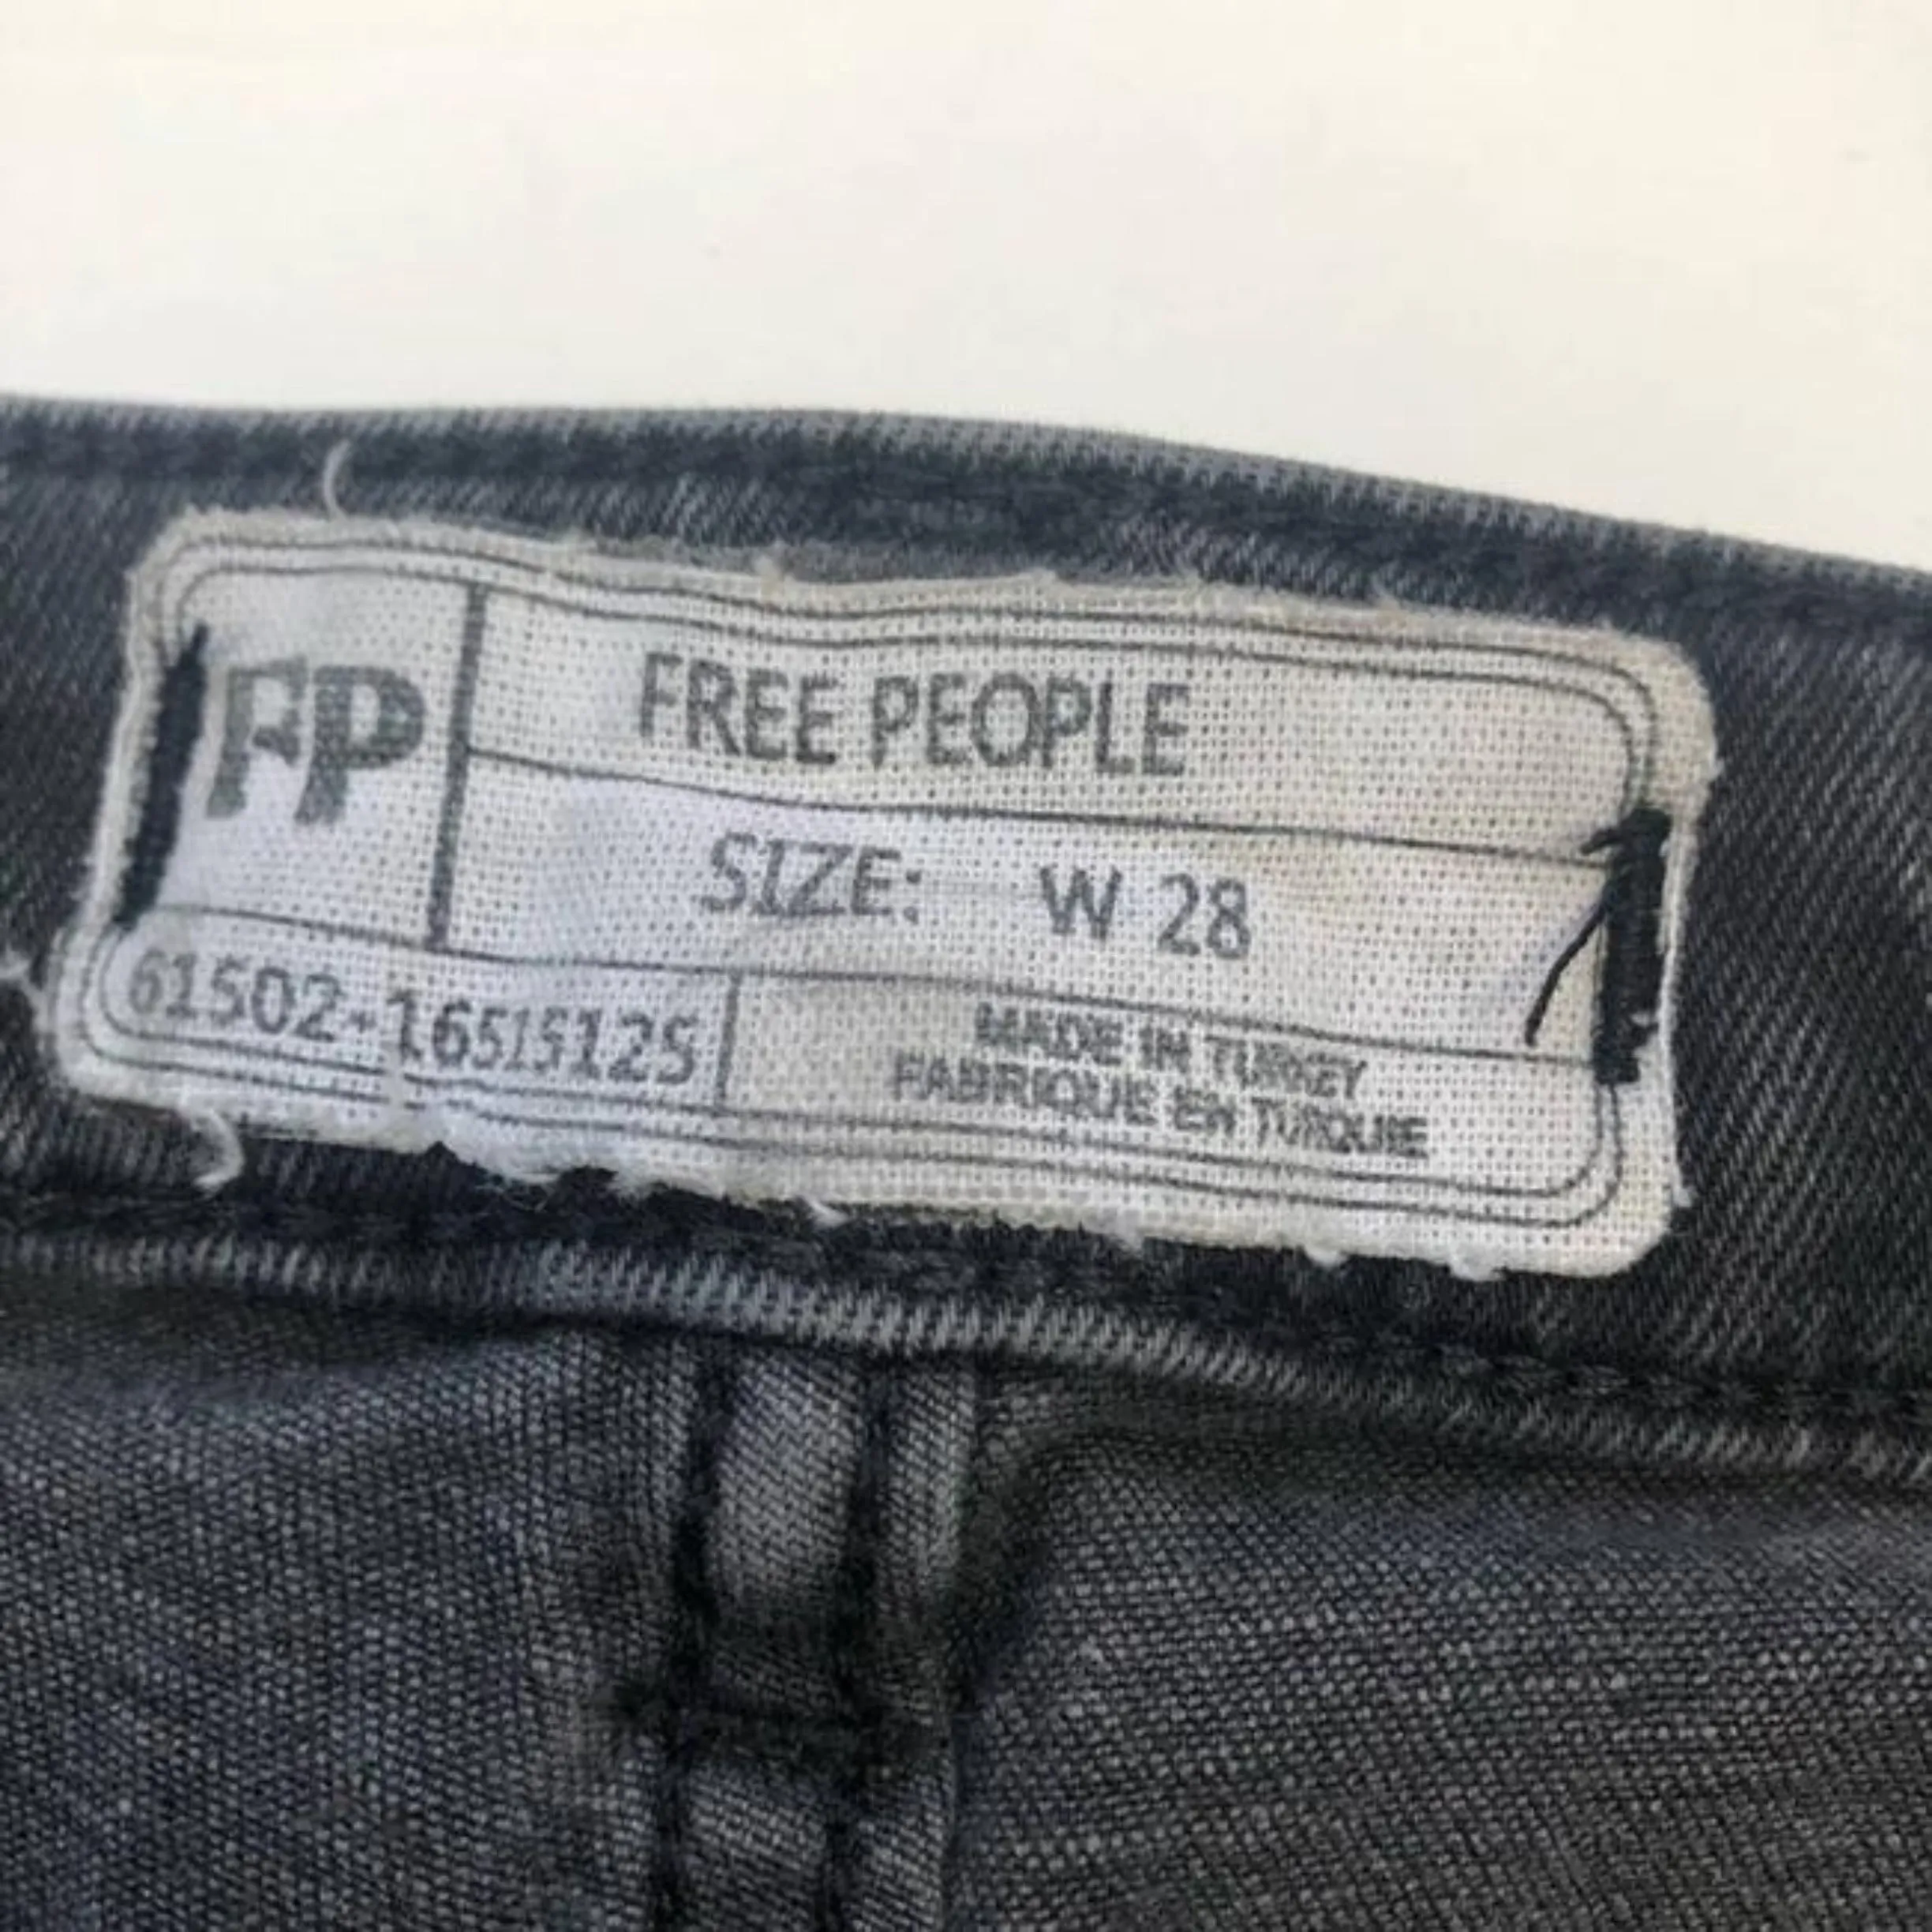 FP
FREE PEOPLE
SIZE: W 28
61502-16515125
MADE IN TURKEY
FABRIQUE EN TURQUIE